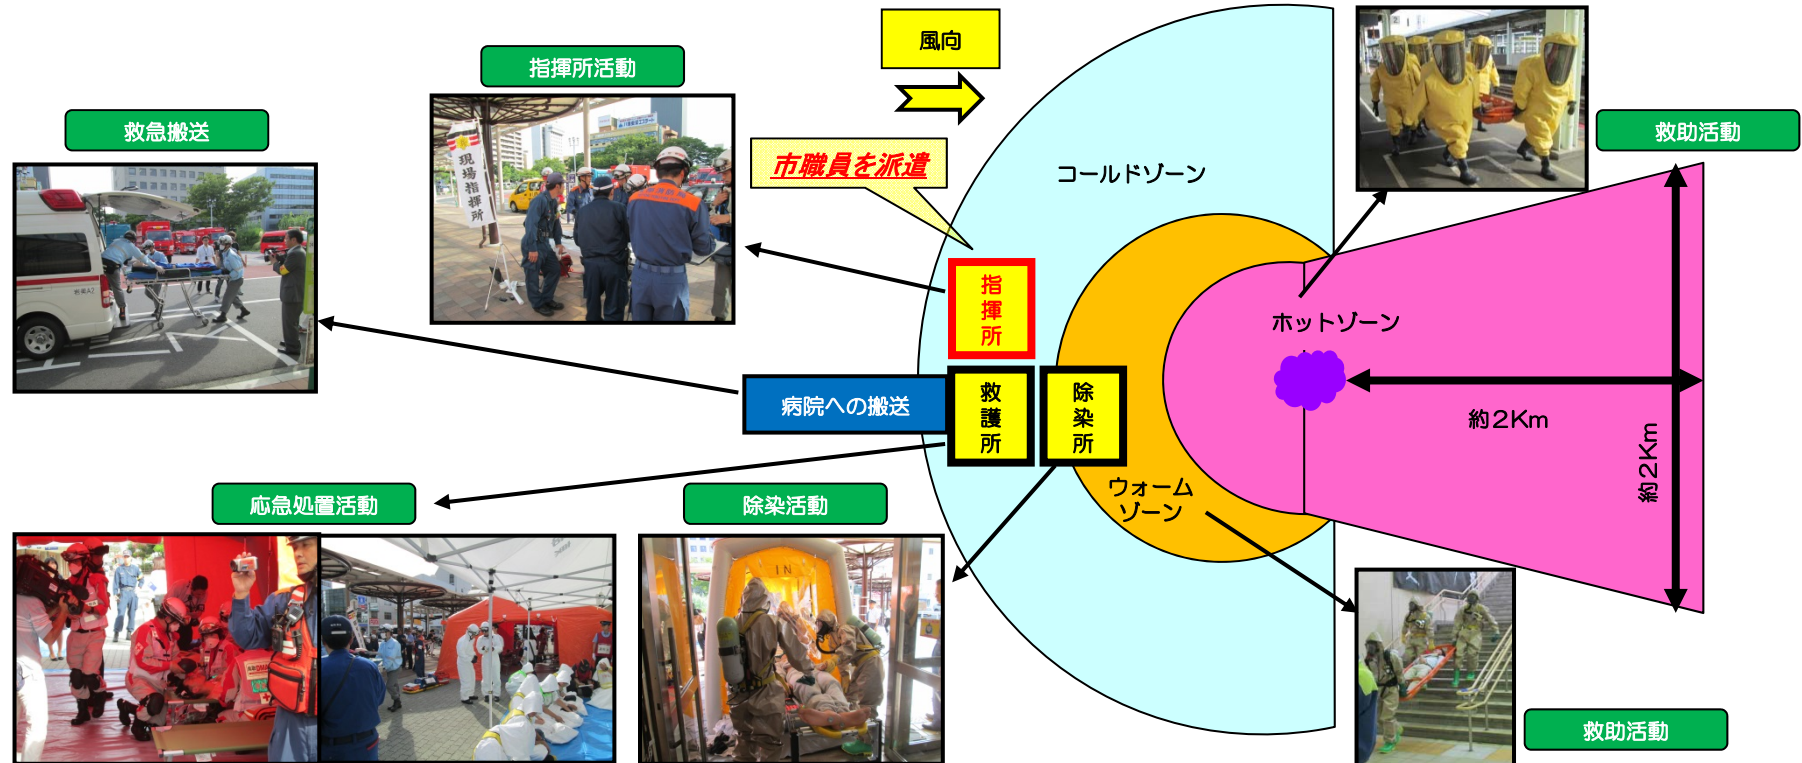 風向
指揮所活動
救急搬送
救助活動
市職員を派遣
コールドゾーン
現場指揮所
指揮所
ホットゾーン
病院への搬送
救護所
除染所
約2Km
約2Km
ウォーム
ゾーン
応急処置活動
除染活動
IN
救助活動